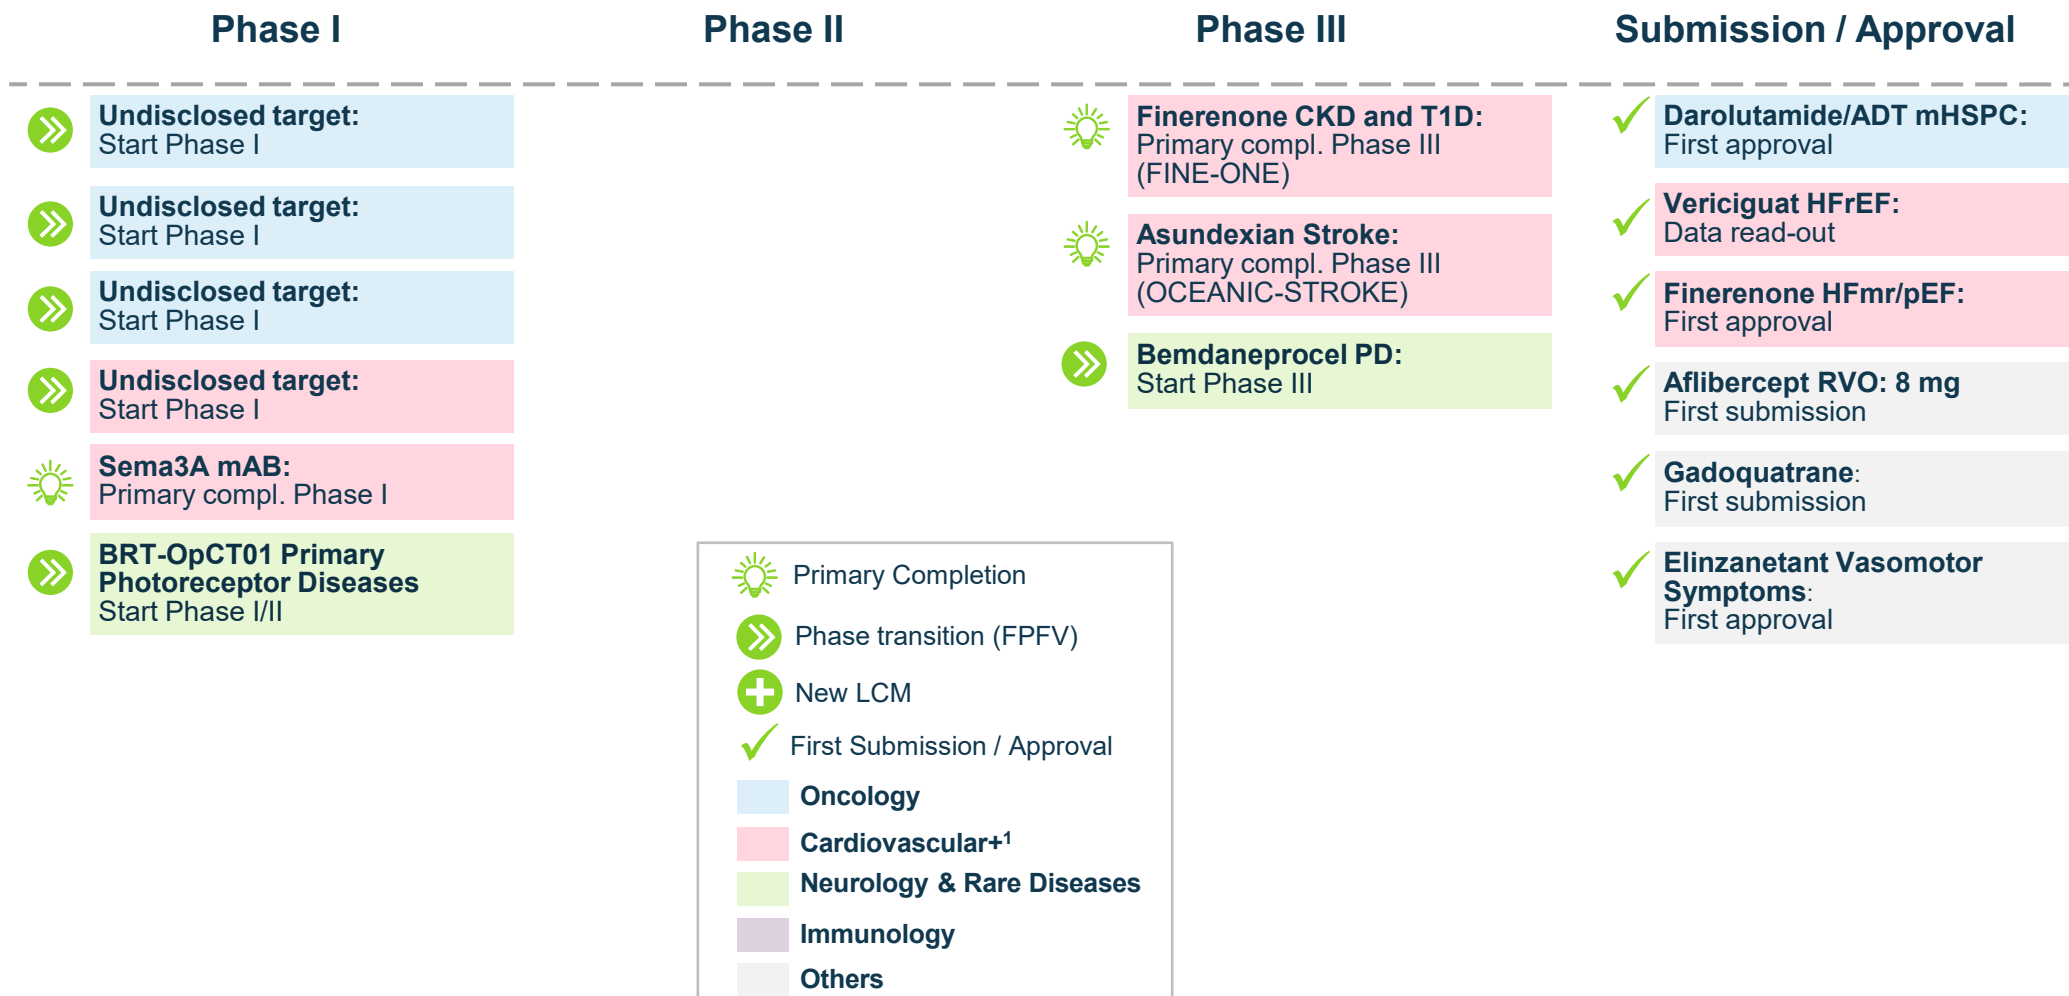 Phase I
Phase II
Phase III
Submission / Approval
Undisclosed target:
Start Phase I
Undisclosed target:
Start Phase I
Undisclosed target:
Start Phase I
Undisclosed target:
Start Phase I
Sema3A mAB:
Primary compl. Phase I
BRT-OpCT01 Primary
Photoreceptor Diseases
Start Phase I/II
Finerenone CKD and T1D:
Primary compl. Phase III
(FINE-ONE)
Asundexian Stroke:
Primary compl. Phase III
(OCEANIC-STROKE)
Bemdaneprocel PD:
Start Phase III
Darolutamide/ADT mHSPC:
First approval
Vericiguat HFrEF:
Data read-out
Finerenone HFmr/pEF:
First approval
Aflibercept RVO: 8 mg
First submission
Gadoquatrane:
First submission
Elinzanetant Vasomotor
Symptoms:
First approval
Primary Completion
Phase transition (FPFV)
New LCM
First Submission / Approval
Oncology
Cardiovascular+¹
Neurology & Rare Diseases
Immunology
Others